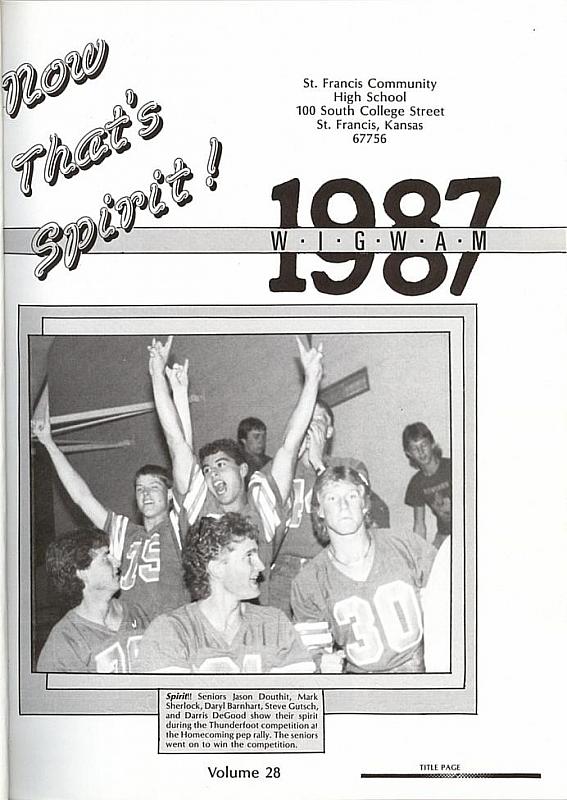 Now
That's
Spirit!
St. Francis Community
High School
100 South College Street
St. Francis, Kansas
67756
1987
W·I·G·W·A·M
75
30
Spirit!! Seniors Jason Douthit, Mark
Sherlock, Daryl Barnhart, Steve Gutsch,
and Darris DeGood show their spirit
during the Thunderfoot competition at
the Homecoming pep rally. The seniors
went on to win the competition.
Volume 28
TITLE PAGE